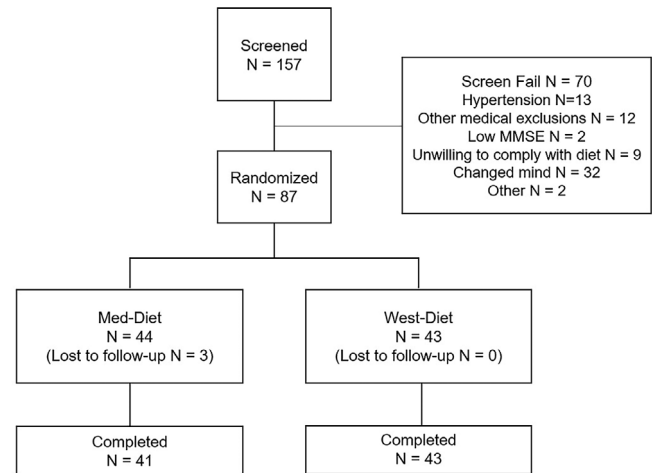 Screened
N = 157
Screen Fail N = 70
Hypertension N=13
Other medical exclusions N = 12
Low MMSE N = 2
Unwilling to comply with diet N = 9
Changed mind N = 32
Other N = 2
Randomized
N = 87
Med-Diet
N = 44
(Lost to follow-up N = 3)
West-Diet
N = 43
(Lost to follow-up N = 0)
Completed
N = 41
Completed
N = 43